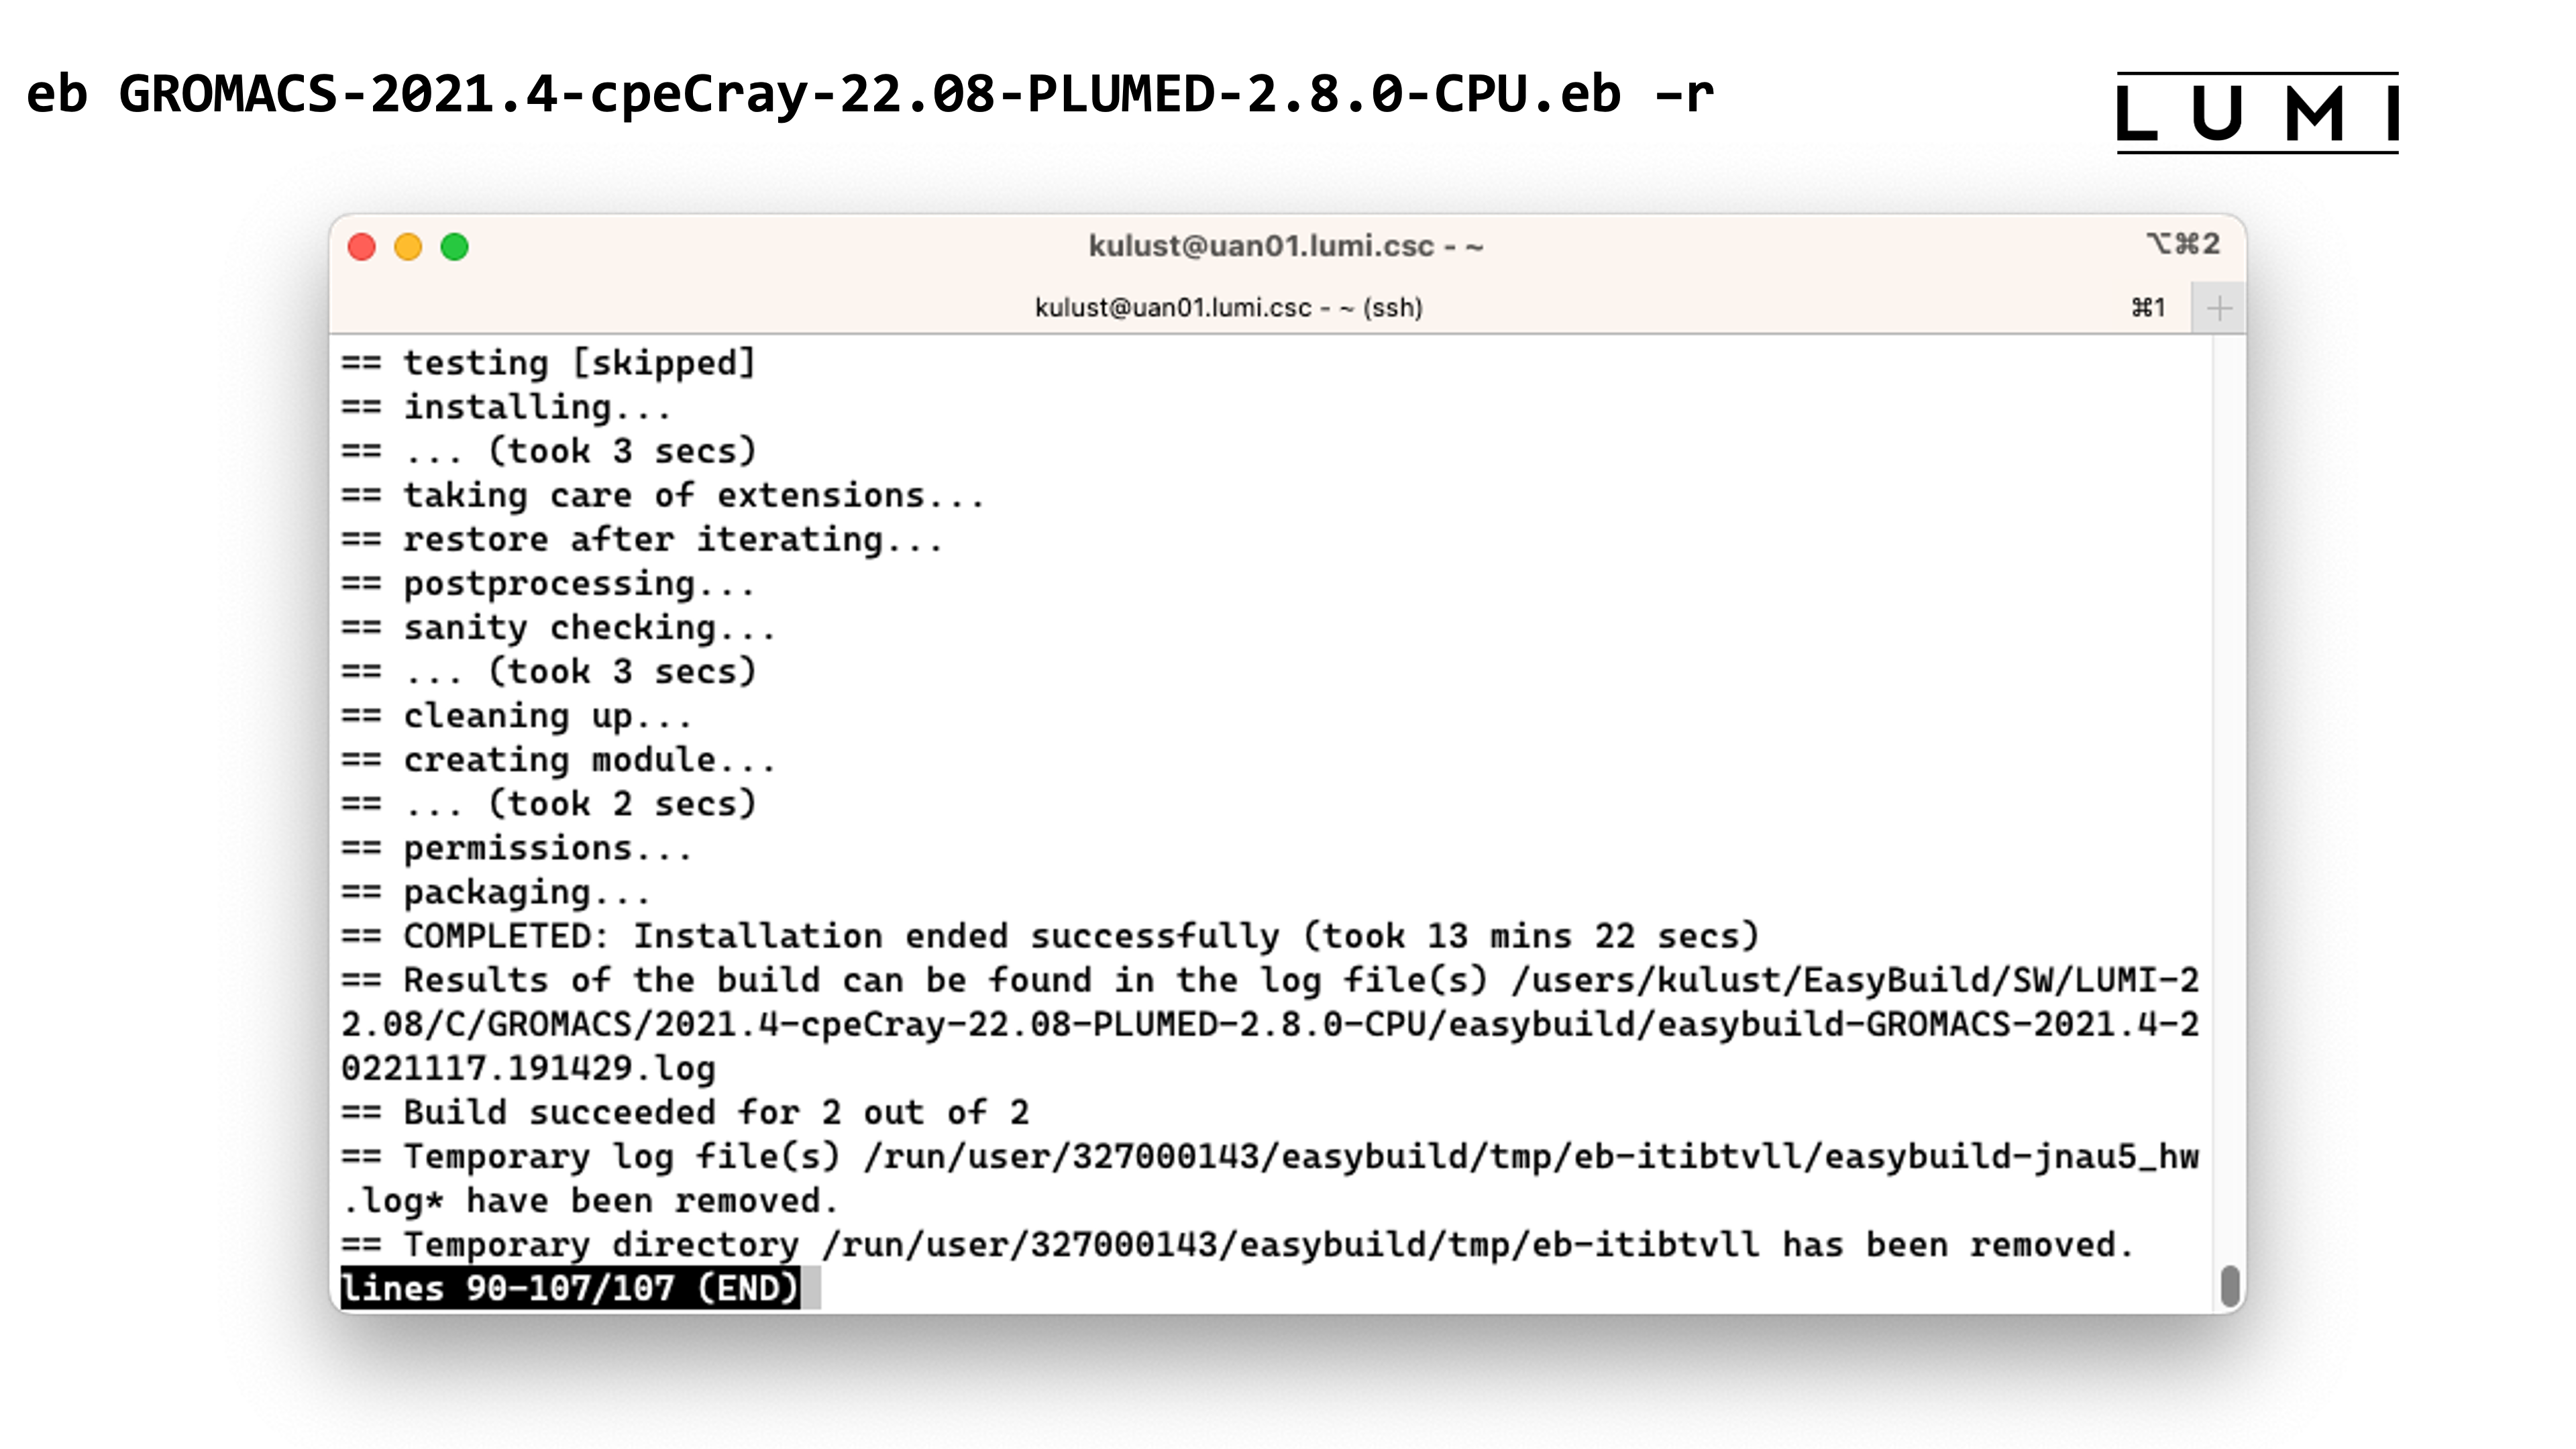 eb GROMACS-2021.4-cpeCray-22.08-PLUMED-2.8.0-CPU.eb –r
LUMI
kulust@uan01.lumi.csc - ~
⌥⌘2
kulust@uan01.lumi.csc - ~ (ssh)
⌘1
+
== testing [skipped]
== installing...
== ... (took 3 secs)
== taking care of extensions...
== restore after iterating...
== postprocessing...
== sanity checking...
== ... (took 3 secs)
== cleaning up...
== creating module...
== ... (took 2 secs)
== permissions...
== packaging...
== COMPLETED: Installation ended successfully (took 13 mins 22 secs)
== Results of the build can be found in the log file(s) /users/kulust/EasyBuild/SW/LUMI-2
2.08/C/GROMACS/2021.4-cpeCray-22.08-PLUMED-2.8.0-CPU/easybuild/easybuild-GROMACS-2021.4-2
0221117.191429.log
== Build succeeded for 2 out of 2
== Temporary log file(s) /run/user/327000143/easybuild/tmp/eb-itibtvll/easybuild-jnau5_hw
.log* have been removed.
== Temporary directory /run/user/327000143/easybuild/tmp/eb-itibtvll has been removed.
lines 90-107/107 (END)